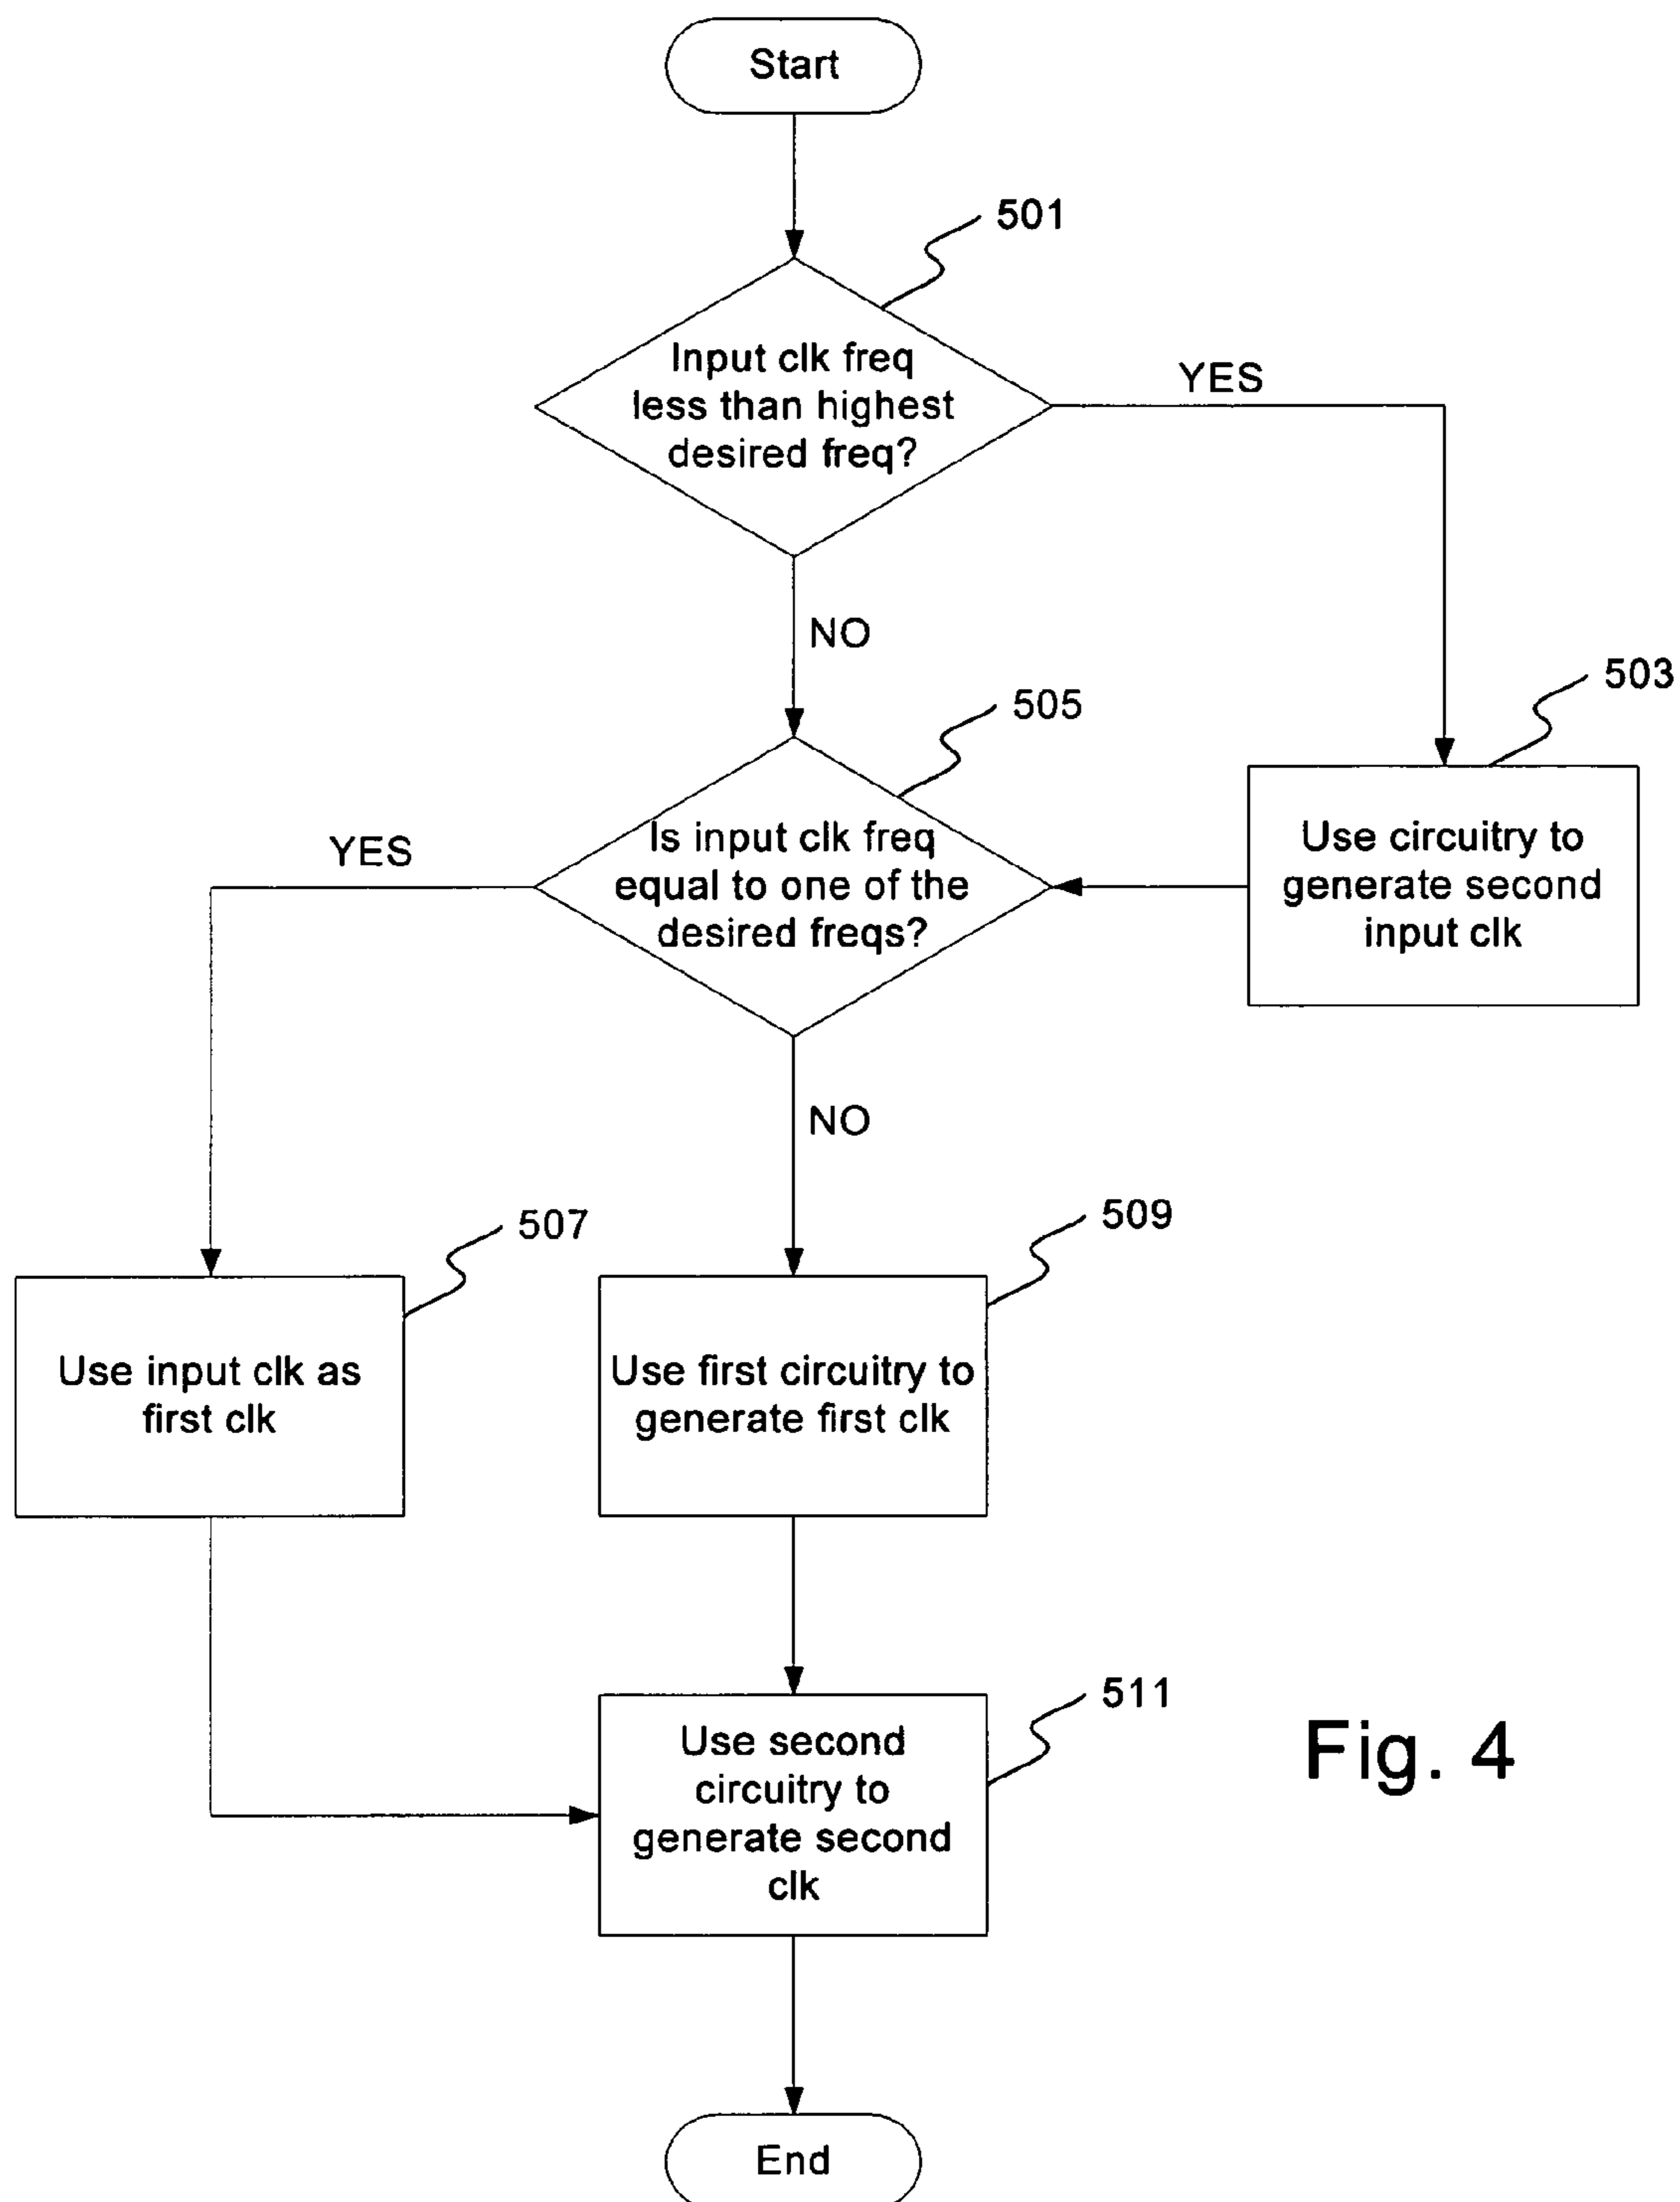 Start
501
Input clk freq
less than highest
desired freq?
YES
NO
503
505
Use circuitry to
generate second
input clk
Is input clk freq
equal to one of the
desired freqs?
YES
NO
507
509
Use input clk as
first clk
Use first circuitry to
generate first clk
511
Use second
circuitry to
generate second
clk
Fig. 4
End